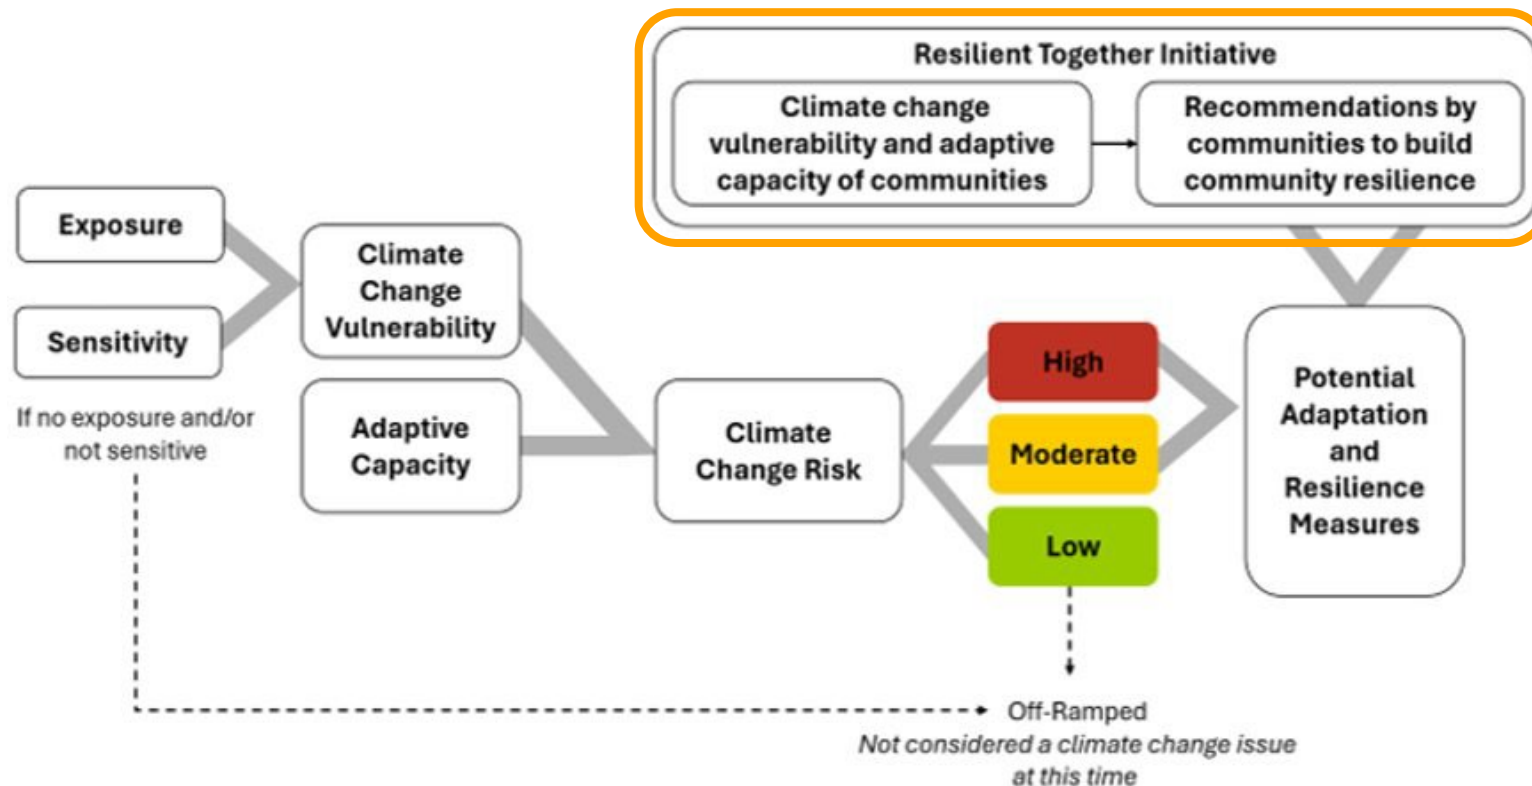 Resilient Together Initiative
Climate change
vulnerability and adaptive
capacity of communities
Recommendations by
communities to build
community resilience
Exposure
Sensitivity
If no exposure and/or
not sensitive
Climate
Change
Vulnerability
Adaptive
Capacity
Climate
Change Risk
High
Moderate
Low
Potential
Adaptation
and
Resilience
Measures
Off-Ramped
Not considered a climate change issue
at this time